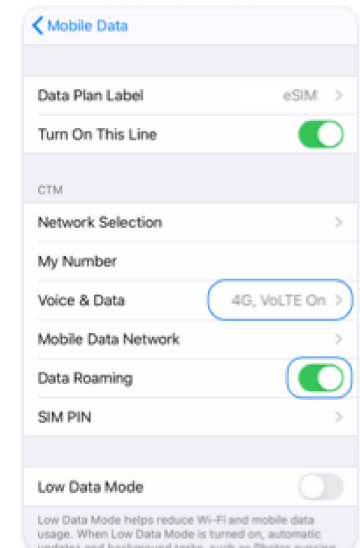 Mobile Data
Data Plan Label eSIM
Turn On This Line
CTM
Network Selection
My Number
Voice & Data 4G, VoLTE On
Mobile Data Network
Data Roaming
SIM PIN
Low Data Mode
Low Data Mode helps reduce Wi-Fi and mobile data
usage. When Low Data Mode is turned on, automatic
updates and background tasks, such as Photos syncing